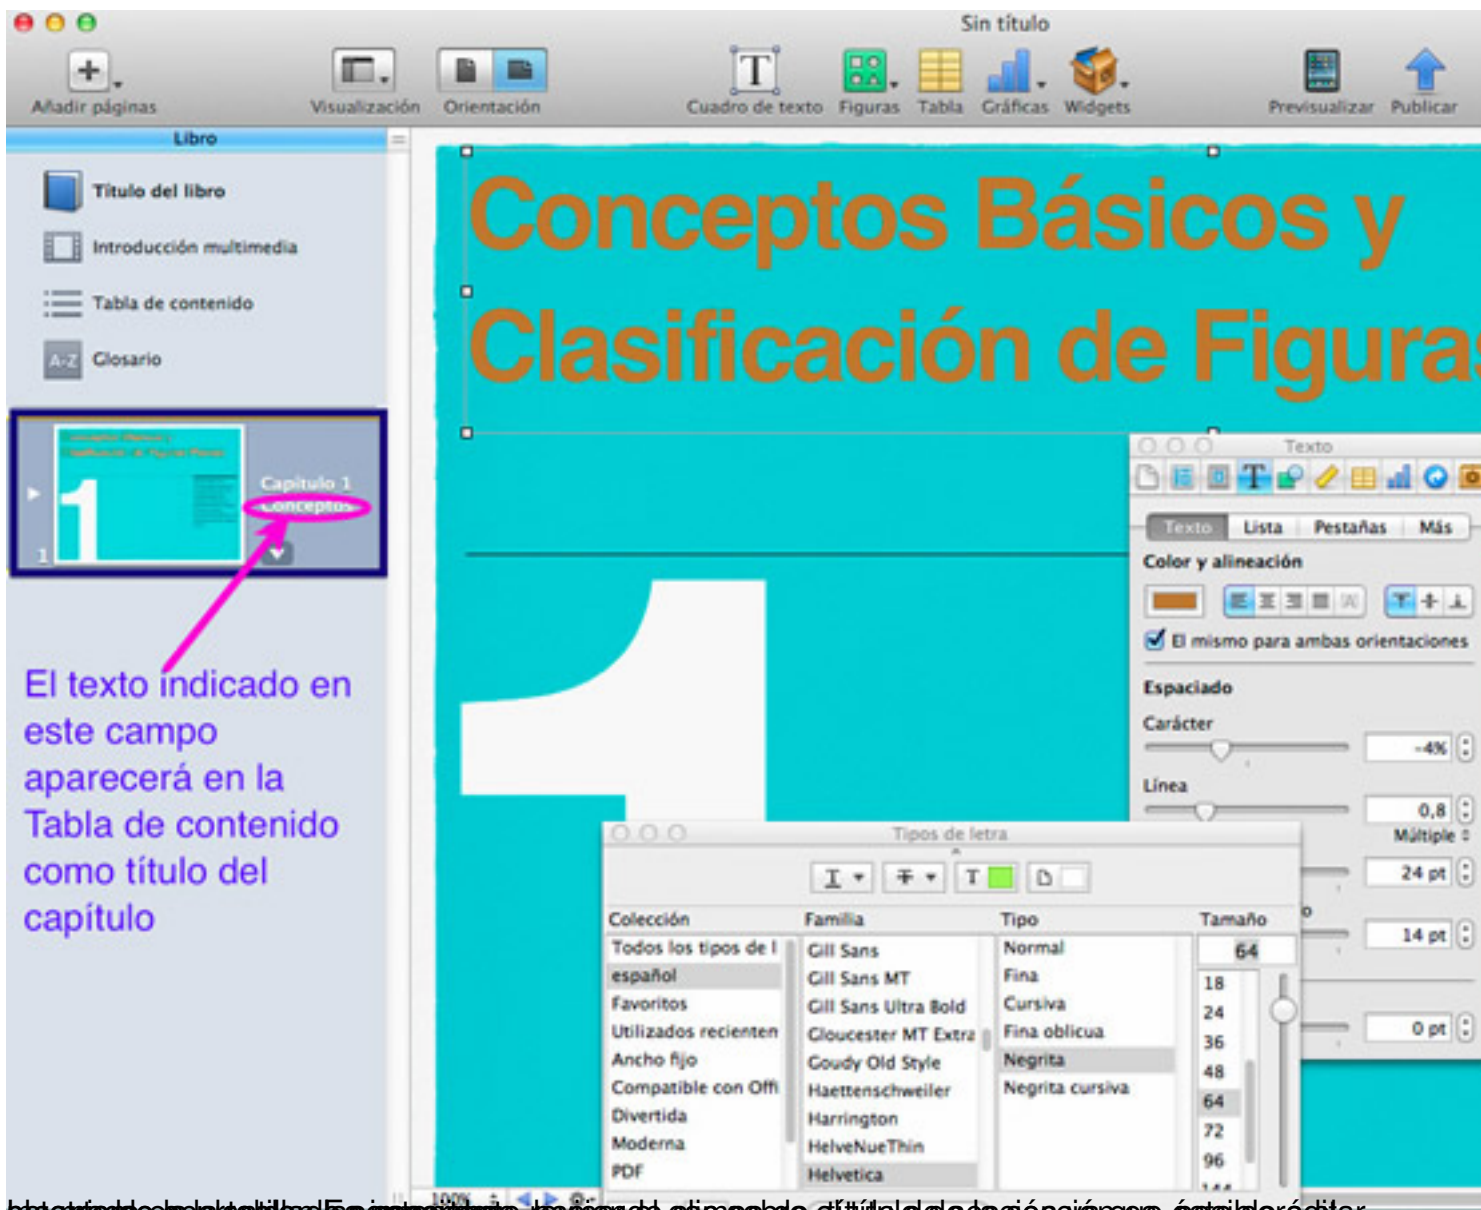 Sin título
Añadir páginas
Visualización
Orientación
Cuadro de texto
Figuras
Tabla
Gráficas
Widgets
Previsualizar
Publicar
Libro
Título del libro
Introducción multimedia
Tabla de contenido
A-Z Glosario
Capítulo 1
Conceptos
1
El texto indicado en
este campo
aparecerá en la
Tabla de contenido
como título del
capítulo
Conceptos Básicos y
Clasificación de Figuras
1
Texto
Texto Lista Pestañas Más
Color y alineación
El mismo para ambas orientaciones
Espaciado
Carácter
-4%
Línea
0,8
Múltiple
24 pt
14 pt
0 pt
Tipos de letra
Colección
Todos los tipos de l
español
Favoritos
Utilizados recienten
Ancho fijo
Compatible con Offi
Divertida
Moderna
PDF
Familia
Gill Sans
Gill Sans MT
Gill Sans Ultra Bold
Gloucester MT Extra
Goudy Old Style
Haettenschweiler
Harrington
HelveNueThin
Helvetica
Tipo
Normal
Fina
Cursiva
Fina oblicua
Negrita
Negrita cursiva
Tamaño
64
18
24
36
48
64
72
96
144
100%